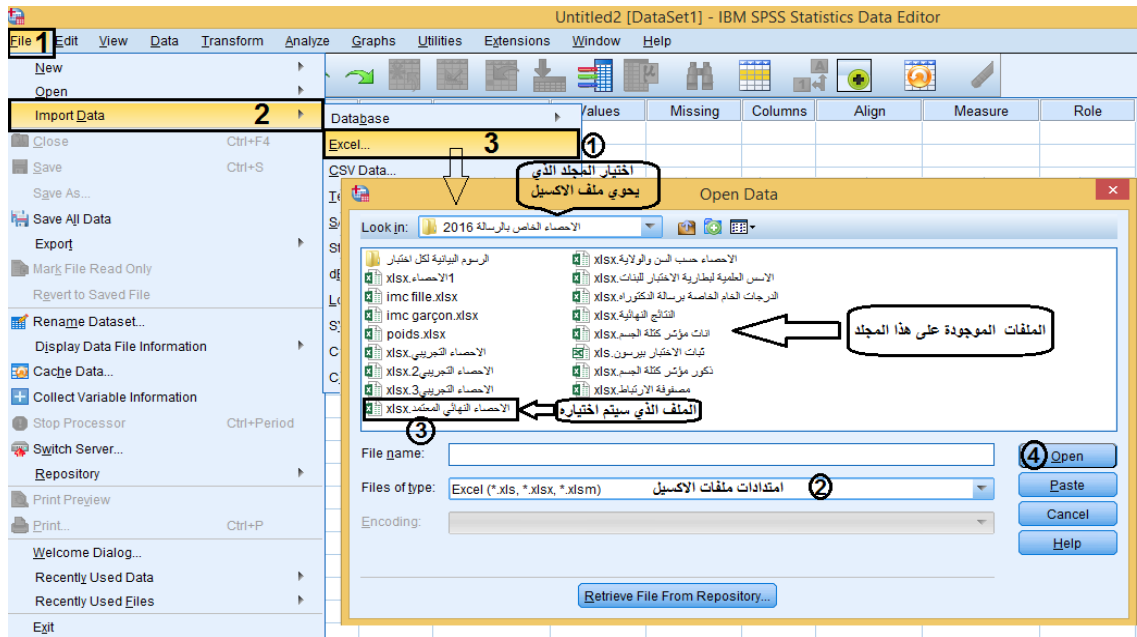 Untitled2 [DataSet1] - IBM SPSS Statistics Data Editor
File 1 Edit View Data Transform Analyze Graphs Utilities Extensions Window Help
New
Open
Import Data 2
Close Ctrl+F4
Save Ctrl+S
Save As...
Save All Data
Export
Mark File Read Only
Revert to Saved File
Rename Dataset...
Display Data File Information
Cache Data...
Collect Variable Information
Stop Processor Ctrl+Period
Switch Server...
Repository
Print Preview
Print... Ctrl+P
Welcome Dialog...
Recently Used Data
Recently Used Files
Exit
Values Missing Columns Align Measure Role
Database
Excel... 3
CSV Data...
①
اختيار المجلد الذي
يحوي ملف الاكسيل
Open Data
Look in: الاحصاء الخاص بالرسالة 2016
الرسوم البيانية لكل اختبار
الاحصاء1.xlsx
imc fille.xlsx
imc garçon.xlsx
poids.xlsx
الاحصاء التجريبي.xlsx
الاحصاء التجريبي2.xlsx
الاحصاء التجريبي3.xlsx
الاحصاء النهائي المعتمد.xlsx
الاحصاء حسب السن والولاية.xlsx
الاسس العلمية لبطارية الاختبار للبنات.xlsx
الدرجات الخام الخاصة برسالة الدكتوراه.xlsx
النتائج النهائية.xlsx
اناث مؤشر كتلة الجسم.xlsx
ثبات الاختبار بيرسون.xls
ذكور مؤشر كتلة الجسم.xlsx
مصفوفة الارتباط.xlsx
الملفات الموجودة على هذا المجلد
الملف الذي سيتم اختياره
③
File name:
Files of type: Excel (*.xls, *.xlsx, *.xlsm) امتدادات ملفات الاكسيل ②
Encoding:
④ Open
Paste
Cancel
Help
Retrieve File From Repository...